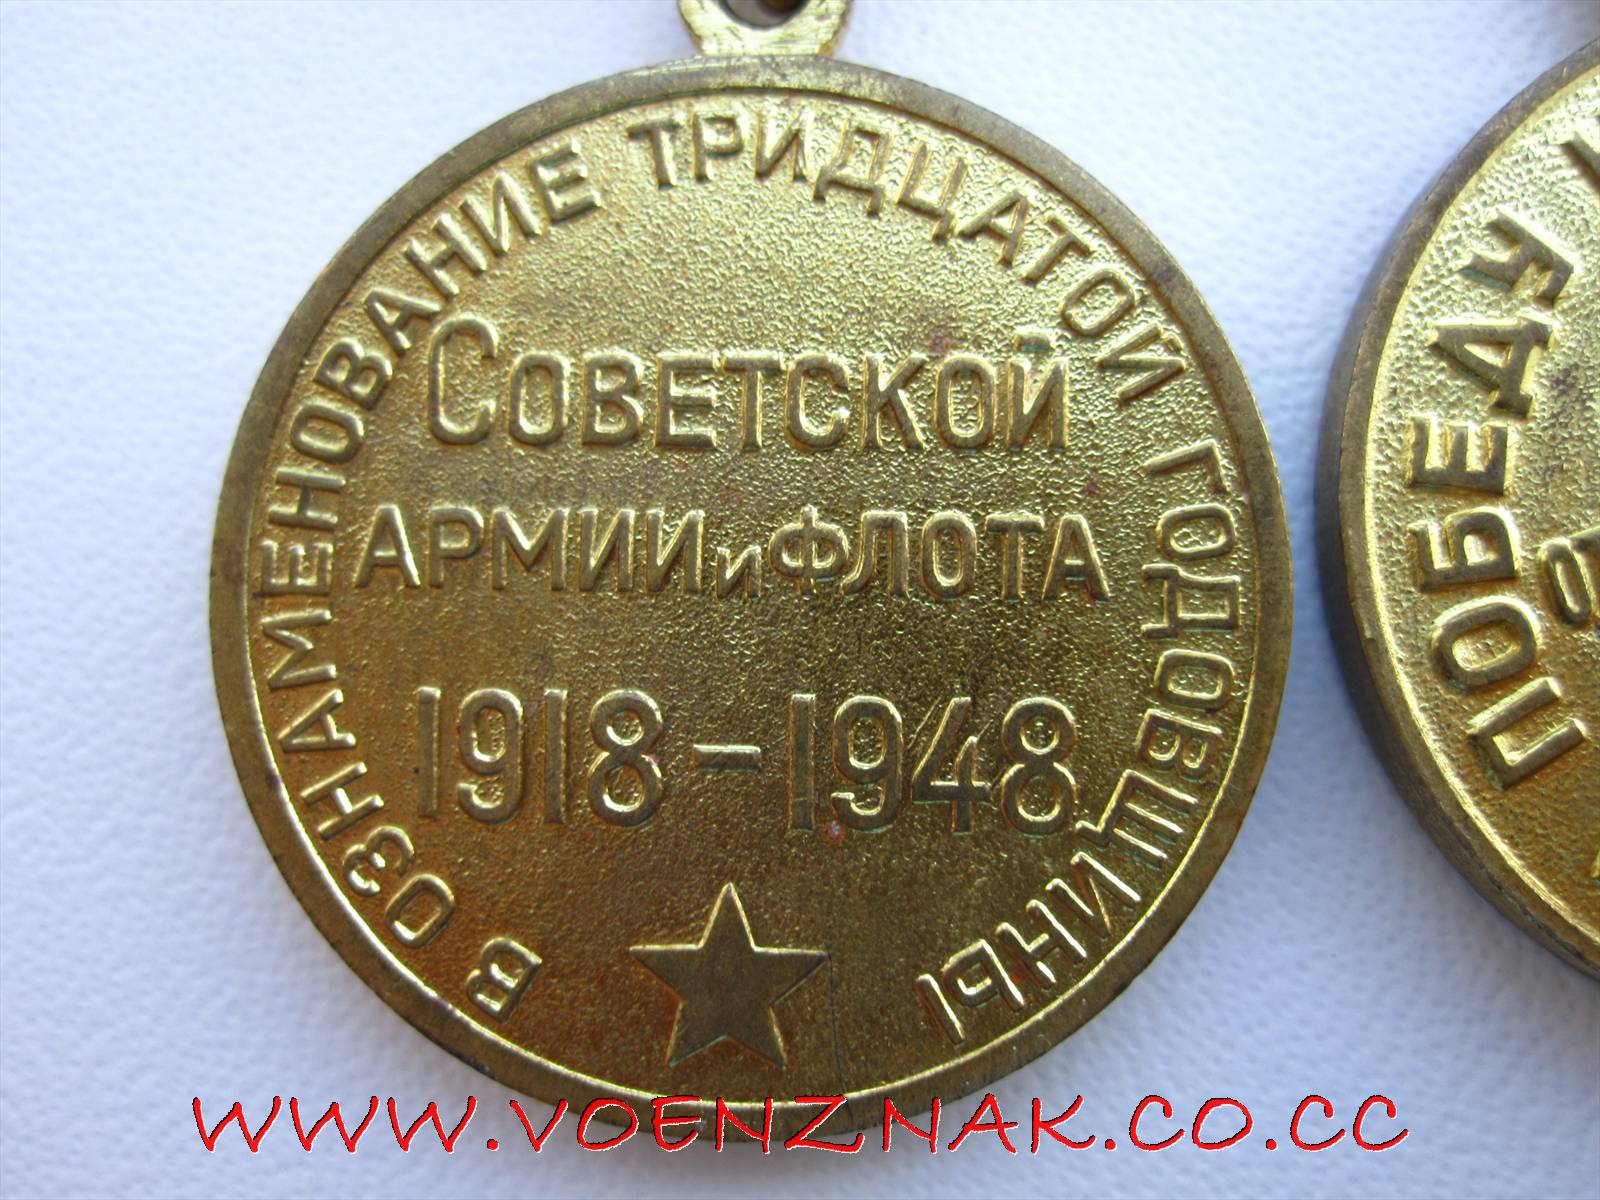 В ОЗНАМЕНОВАНИЕ ТРИДЦАТОЙ ГОДОВЩИНЫ
СОВЕТСКОЙ
АРМИИ и ФЛОТА
1918-1948
ПОБЕДУ
WWW.VOENZNAK.CO.CC